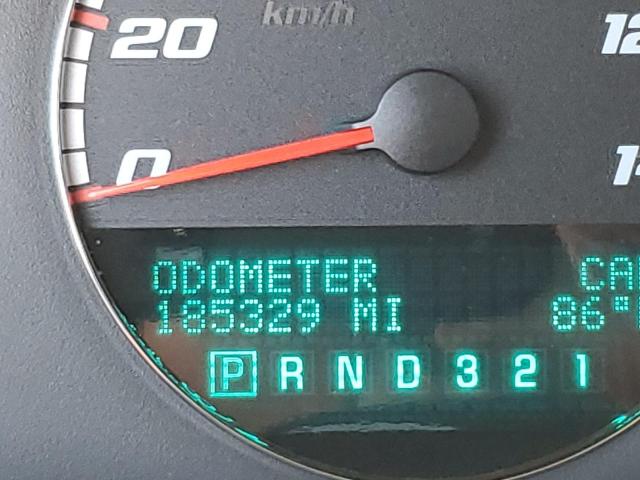 km/h
20
0
ODOMETER
185329 MI 86°
P R N D 3 2 1